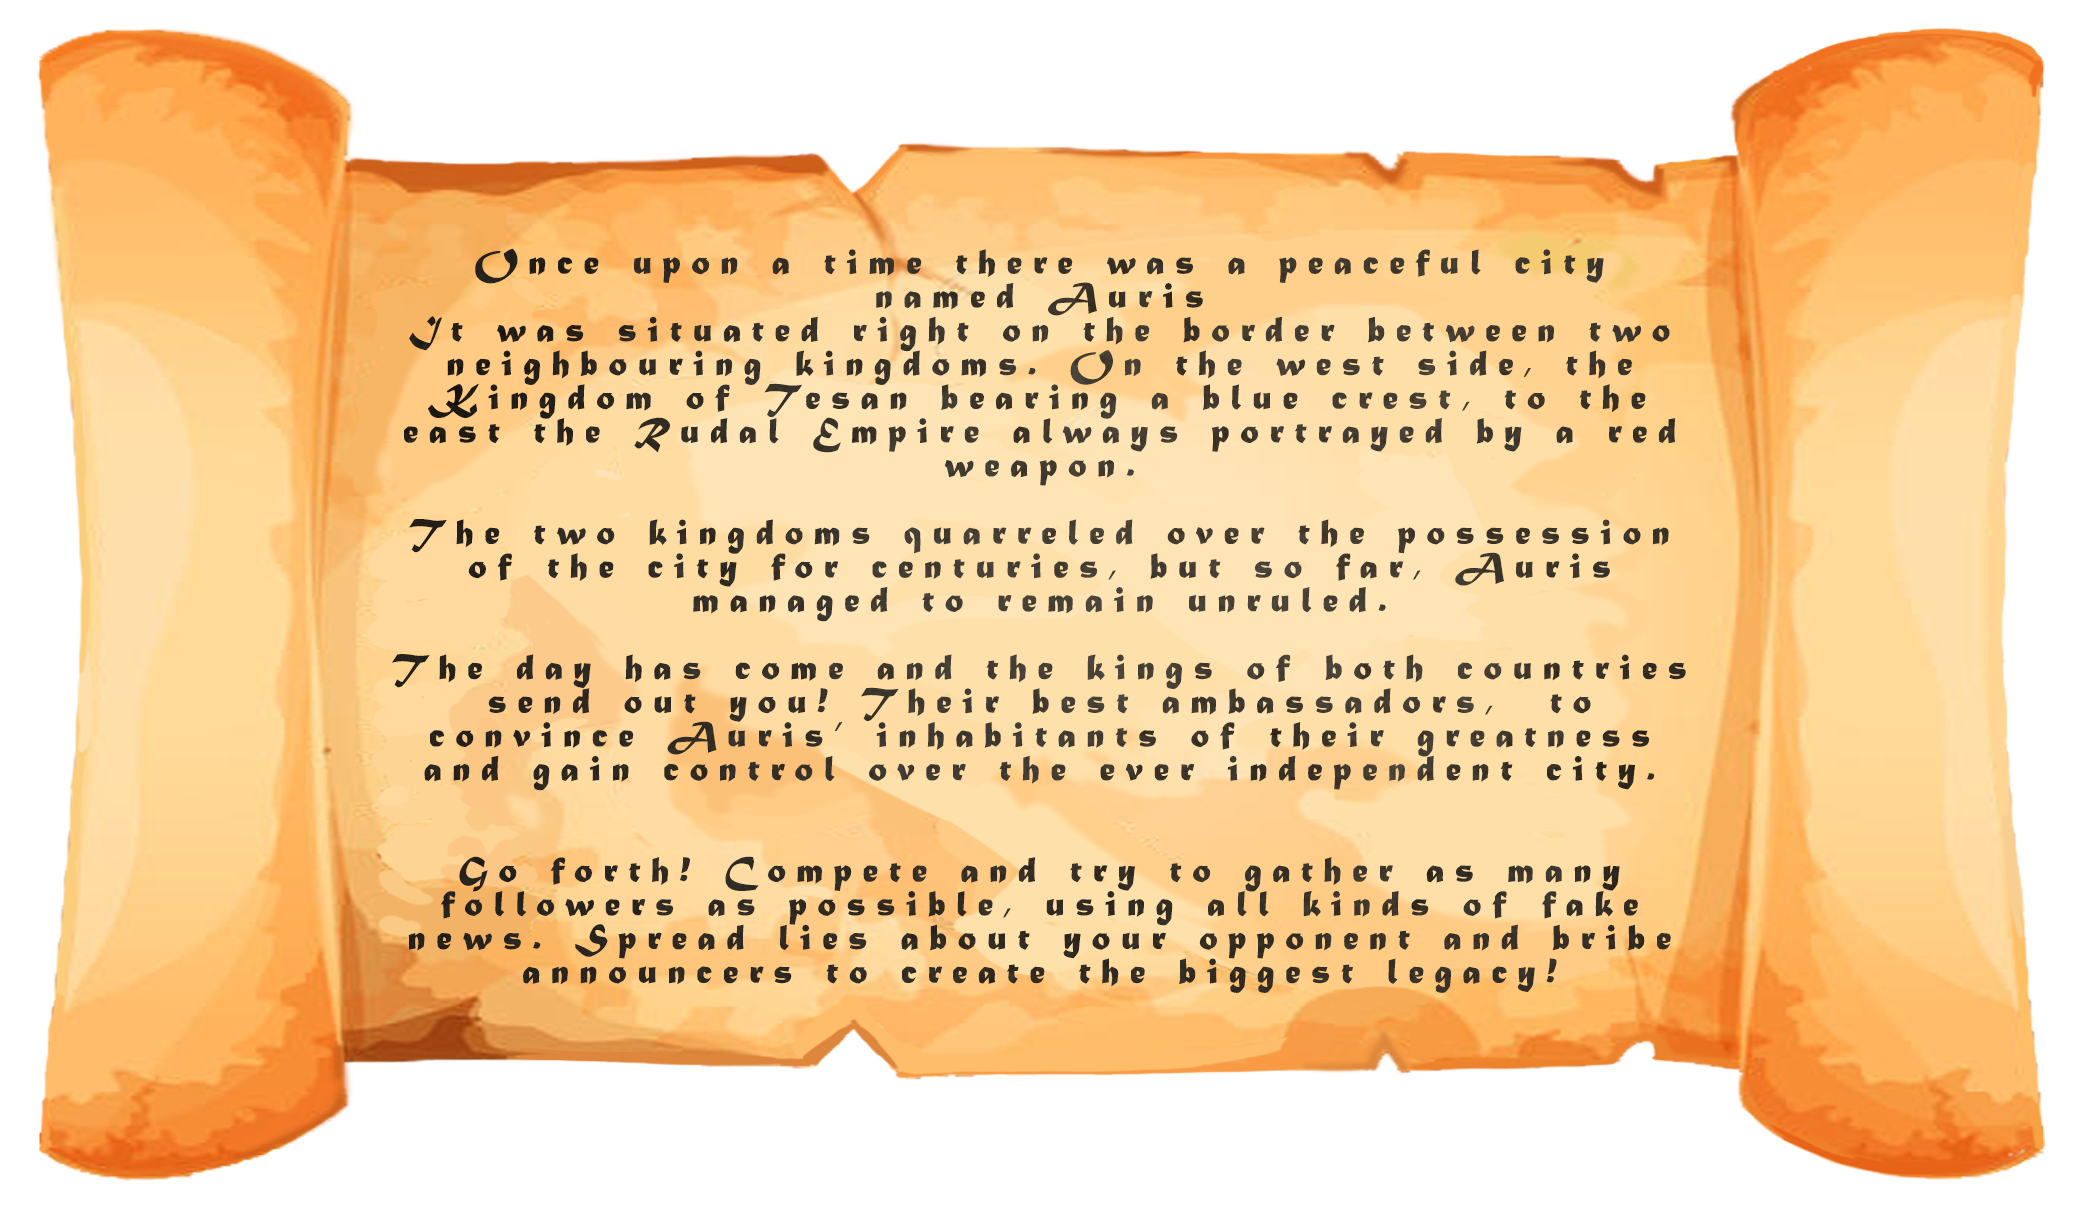 Once upon a time there was a peaceful city
named Auris
It was situated right on the border between two
neighbouring kingdoms. On the west side, the
Kingdom of Tesan bearing a blue crest, to the
east the Rudal Empire always portrayed by a red
weapon.
The two kingdoms quarreled over the possession
of the city for centuries, but so far, Auris
managed to remain unruled.
The day has come and the kings of both countries
send out you! Their best ambassadors, to
convince Auris' inhabitants of their greatness
and gain control over the ever independent city.
Go forth! Compete and try to gather as many
followers as possible, using all kinds of fake
news. Spread lies about your opponent and bribe
announcers to create the biggest legacy!